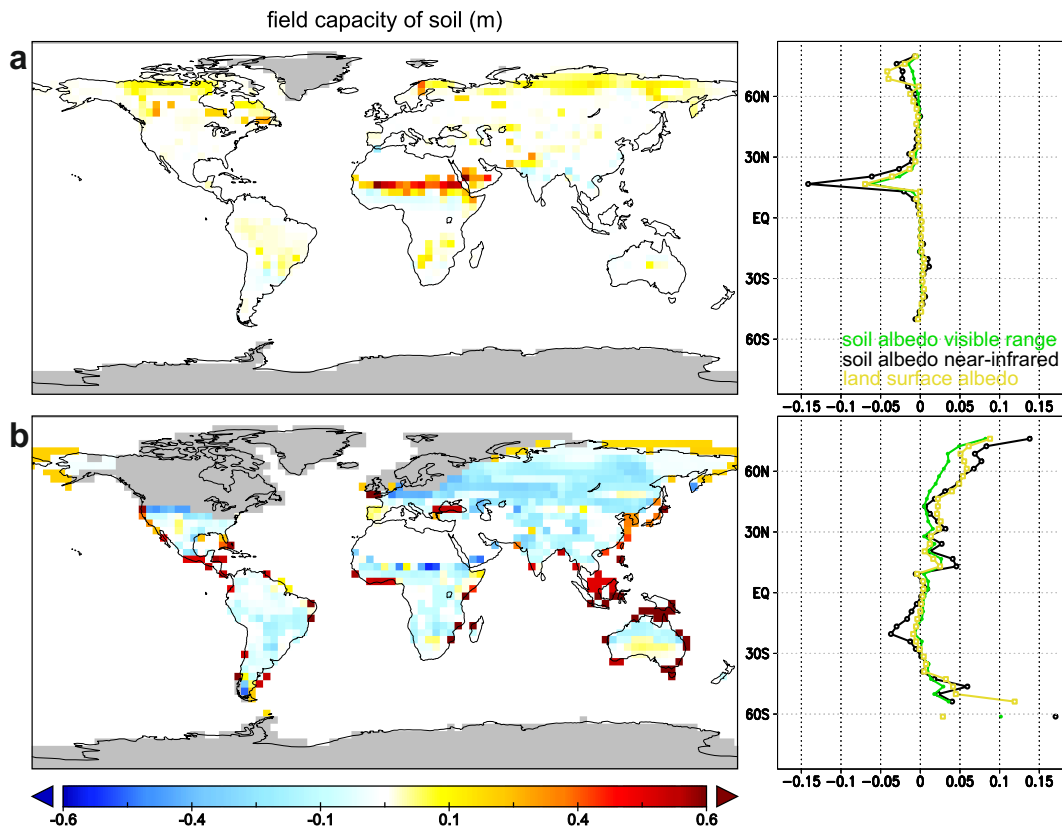 field capacity of soil (m)
a
60N
30N
EQ
30S
60S
soil albedo visible range
soil albedo near-infrared
land surface albedo
−0.15 −0.1 −0.05 0 0.05 0.1 0.15
b
60N
30N
EQ
30S
60S
−0.15 −0.1 −0.05 0 0.05 0.1 0.15
-0.6 -0.4 -0.1 0.1 0.4 0.6